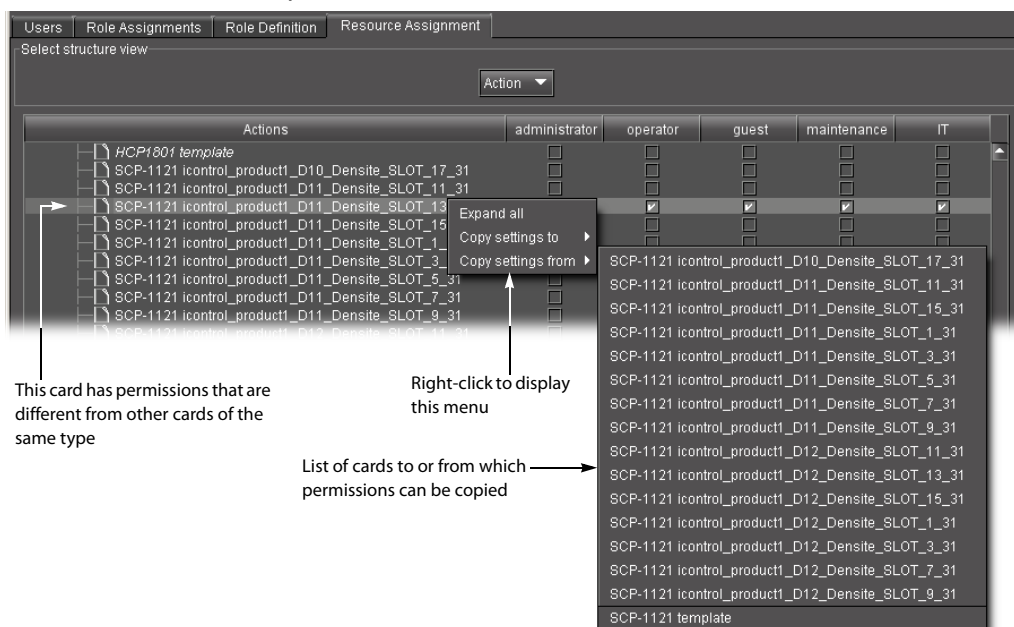 Users Role Assignments Role Definition Resource Assignment
Select structure view
Action
Actions administrator operator guest maintenance IT
HCP1801 template
SCP-1121 icontrol_product1_D10_Densite_SLOT_17_31
SCP-1121 icontrol_product1_D11_Densite_SLOT_11_31
SCP-1121 icontrol_product1_D11_Densite_SLOT_13
SCP-1121 icontrol_product1_D11_Densite_SLOT_15
SCP-1121 icontrol_product1_D11_Densite_SLOT_1_
SCP-1121 icontrol_product1_D11_Densite_SLOT_3_
SCP-1121 icontrol_product1_D11_Densite_SLOT_5_31
SCP-1121 icontrol_product1_D11_Densite_SLOT_7_31
SCP-1121 icontrol_product1_D11_Densite_SLOT_9_31
SCP-1121 icontrol_product1_D12_Densite_SLOT_11_31
Expand all
Copy settings to
Copy settings from
SCP-1121 icontrol_product1_D10_Densite_SLOT_17_31
SCP-1121 icontrol_product1_D11_Densite_SLOT_11_31
SCP-1121 icontrol_product1_D11_Densite_SLOT_15_31
SCP-1121 icontrol_product1_D11_Densite_SLOT_1_31
SCP-1121 icontrol_product1_D11_Densite_SLOT_3_31
SCP-1121 icontrol_product1_D11_Densite_SLOT_5_31
SCP-1121 icontrol_product1_D11_Densite_SLOT_7_31
SCP-1121 icontrol_product1_D11_Densite_SLOT_9_31
SCP-1121 icontrol_product1_D12_Densite_SLOT_11_31
SCP-1121 icontrol_product1_D12_Densite_SLOT_13_31
SCP-1121 icontrol_product1_D12_Densite_SLOT_15_31
SCP-1121 icontrol_product1_D12_Densite_SLOT_1_31
SCP-1121 icontrol_product1_D12_Densite_SLOT_3_31
SCP-1121 icontrol_product1_D12_Densite_SLOT_7_31
SCP-1121 icontrol_product1_D12_Densite_SLOT_9_31
SCP-1121 template
This card has permissions that are
different from other cards of the
same type
Right-click to display
this menu
List of cards to or from which
permissions can be copied